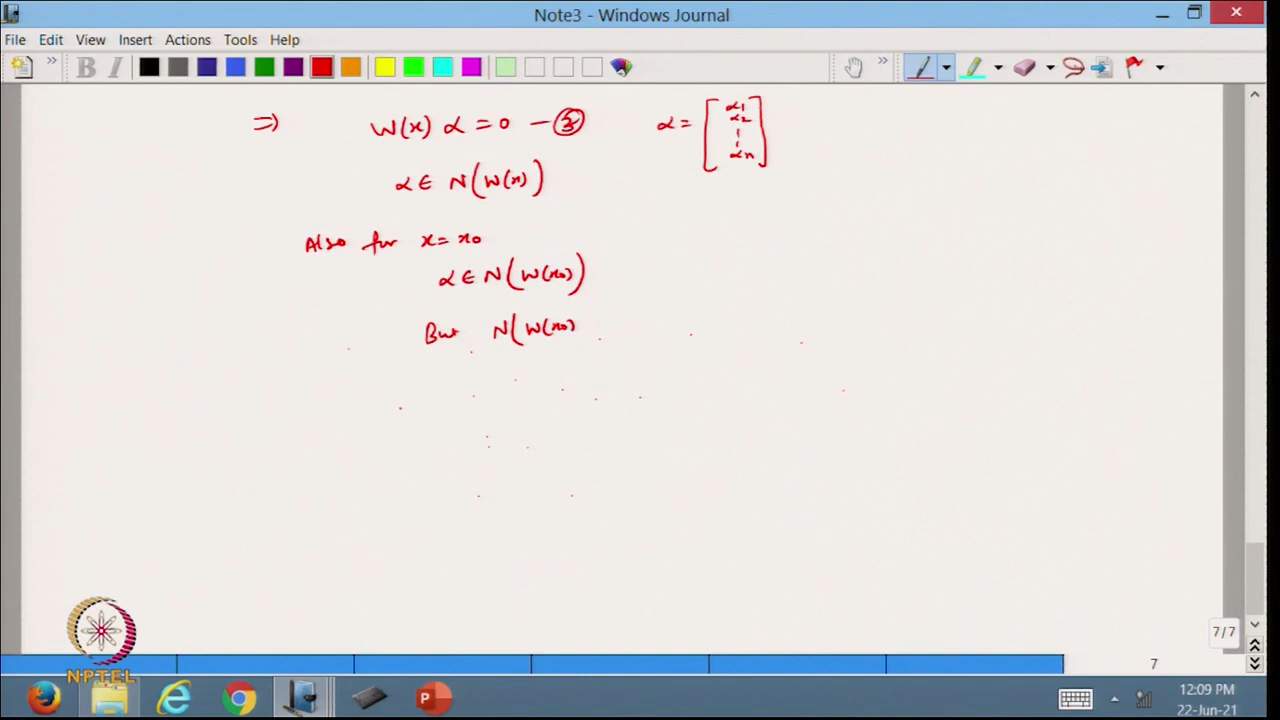 Note3 - Windows Journal
File Edit View Insert Actions Tools Help
B I
⇒ W(x) α = 0 — ③ α = [α1 α2 ⋮ αn]
α ∈ N(W(x))
Also for x = x0
α ∈ N(W(x0))
But N(W(x0)
7/7
NPTEL
7
12:09 PM
22-Jun-21